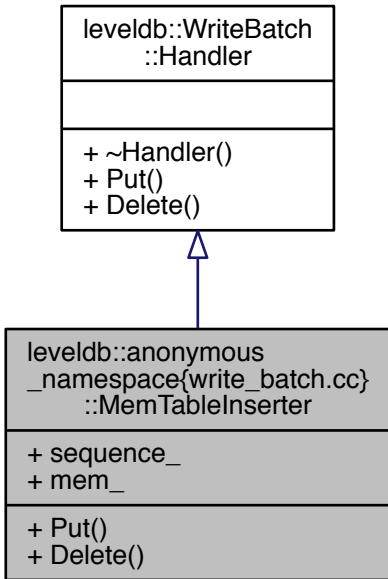 leveldb::WriteBatch
::Handler
+ ~Handler()
+ Put()
+ Delete()
leveldb::anonymous
_namespace{write_batch.cc}
::MemTableInserter
+ sequence_
+ mem_
+ Put()
+ Delete()